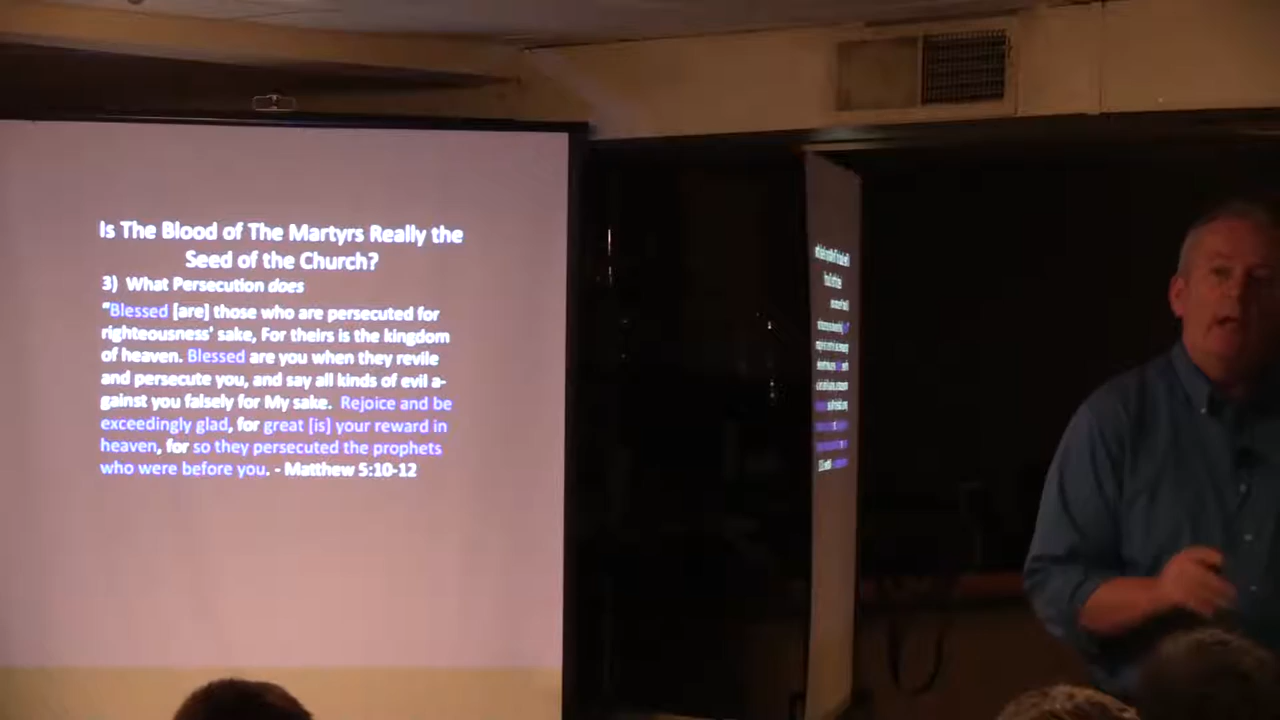 Is The Blood of The Martyrs Really the
Seed of the Church?
3) What Persecution does
"Blessed [are] those who are persecuted for
righteousness' sake, For theirs is the kingdom
of heaven. Blessed are you when they revile
and persecute you, and say all kinds of evil a-
gainst you falsely for My sake. Rejoice and be
exceedingly glad, for great [is] your reward in
heaven, for so they persecuted the prophets
who were before you. - Matthew 5:10-12